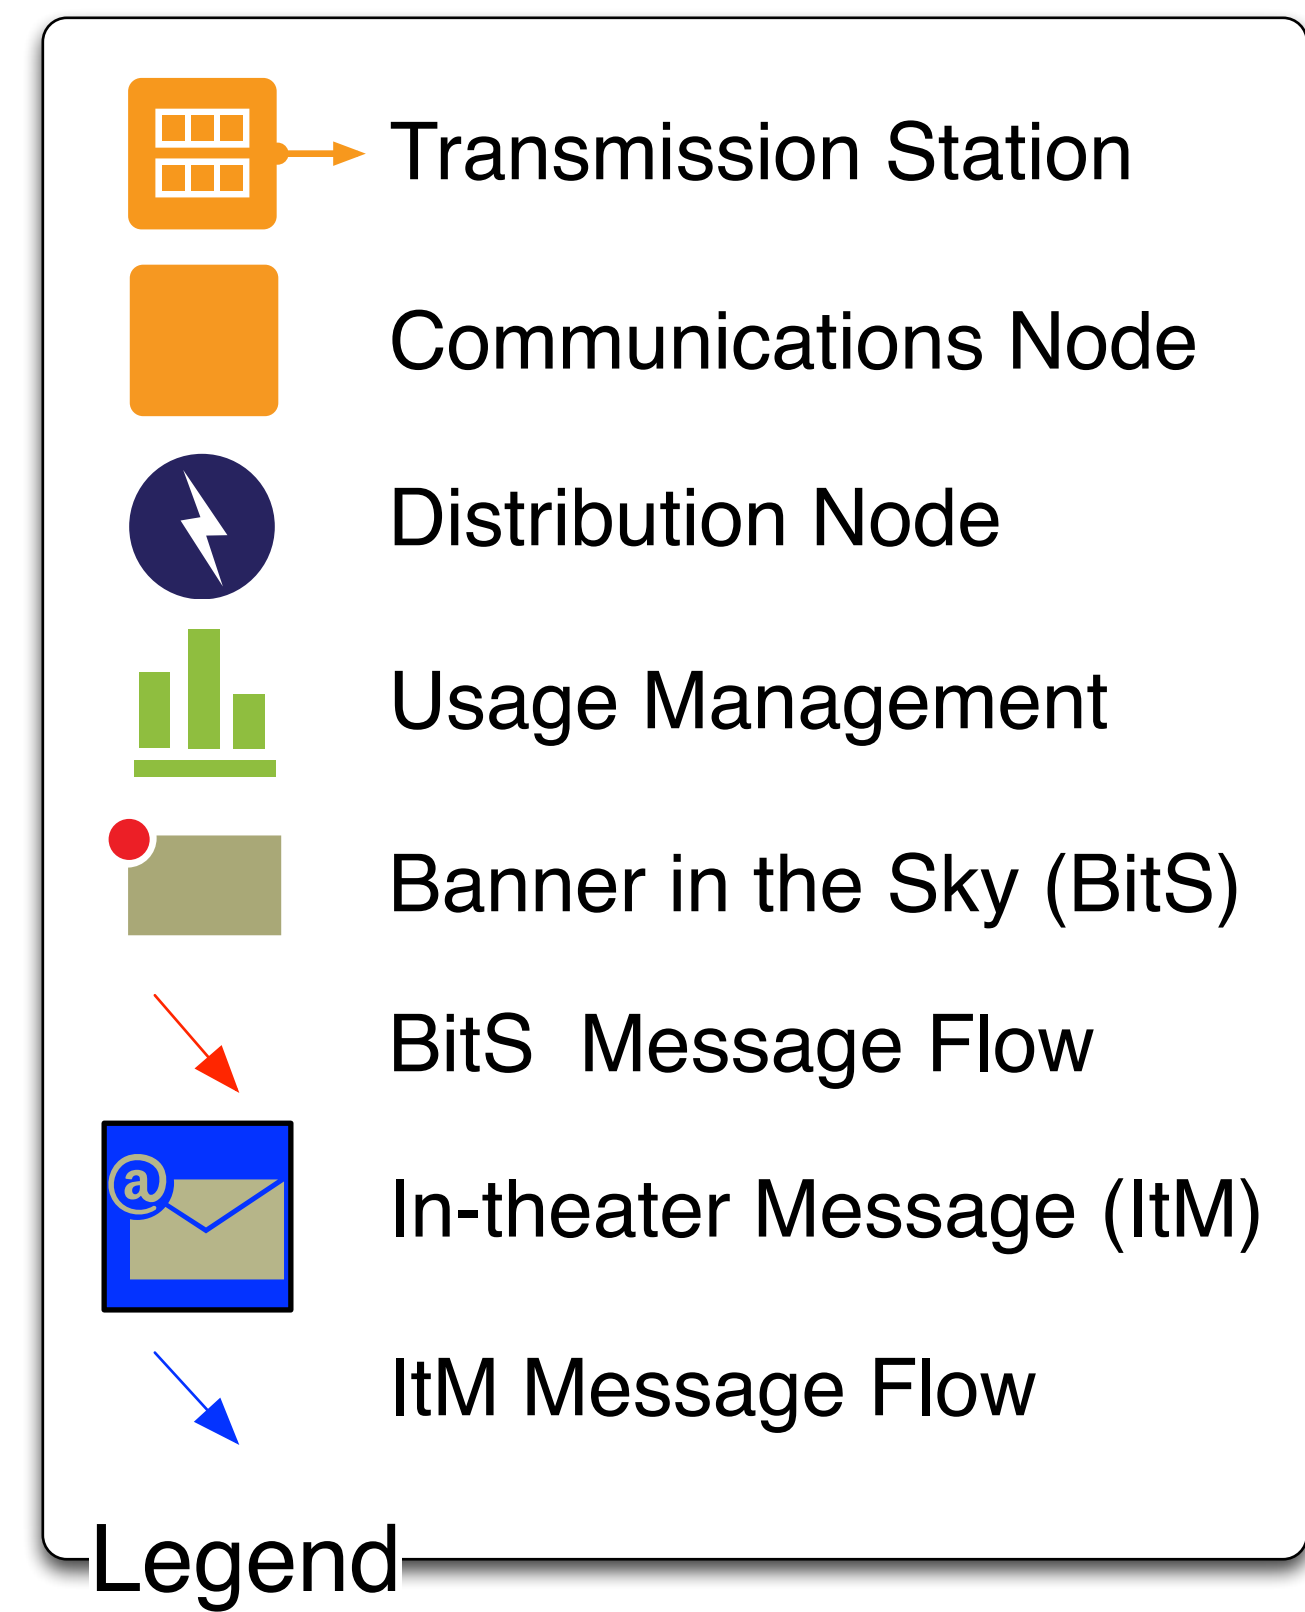 Transmission Station
Communications Node
Distribution Node
Usage Management
Banner in the Sky (BitS)
BitS  Message Flow
@
In-theater Message (ItM)
ItM Message Flow
Legend